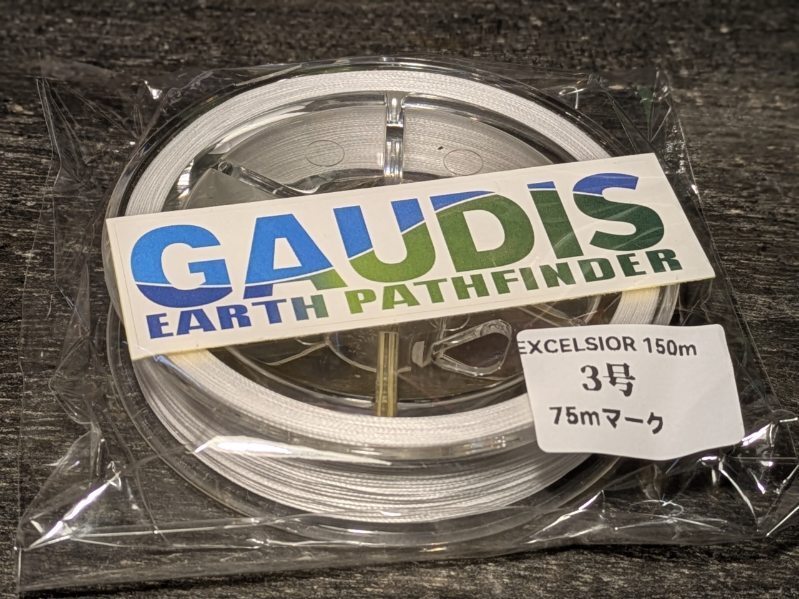 GAUDIS
EARTH PATHFINDER
EXCELSIOR 150m
3号
75mマーク